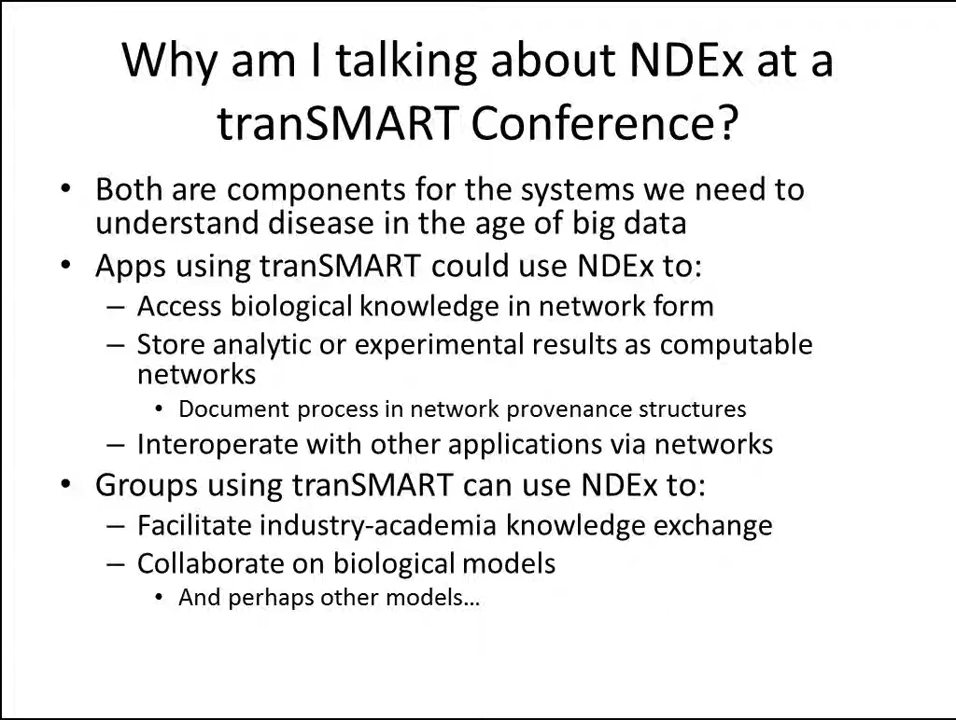 Why am I talking about NDEx at a
tranSMART Conference?
• Both are components for the systems we need to
understand disease in the age of big data
• Apps using tranSMART could use NDEx to:
– Access biological knowledge in network form
– Store analytic or experimental results as computable
networks
• Document process in network provenance structures
– Interoperate with other applications via networks
• Groups using tranSMART can use NDEx to:
– Facilitate industry-academia knowledge exchange
– Collaborate on biological models
• And perhaps other models…